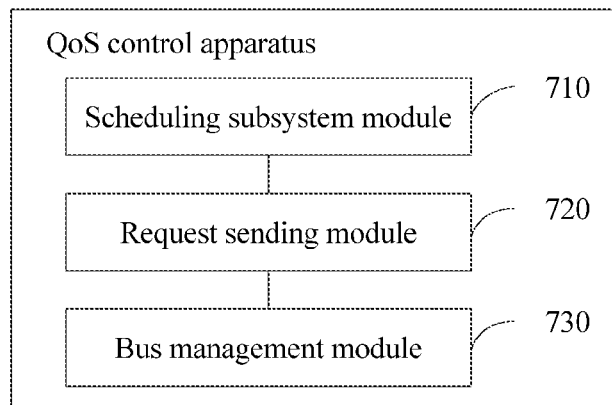 QoS control apparatus
Scheduling subsystem module
710
Request sending module
720
Bus management module
730